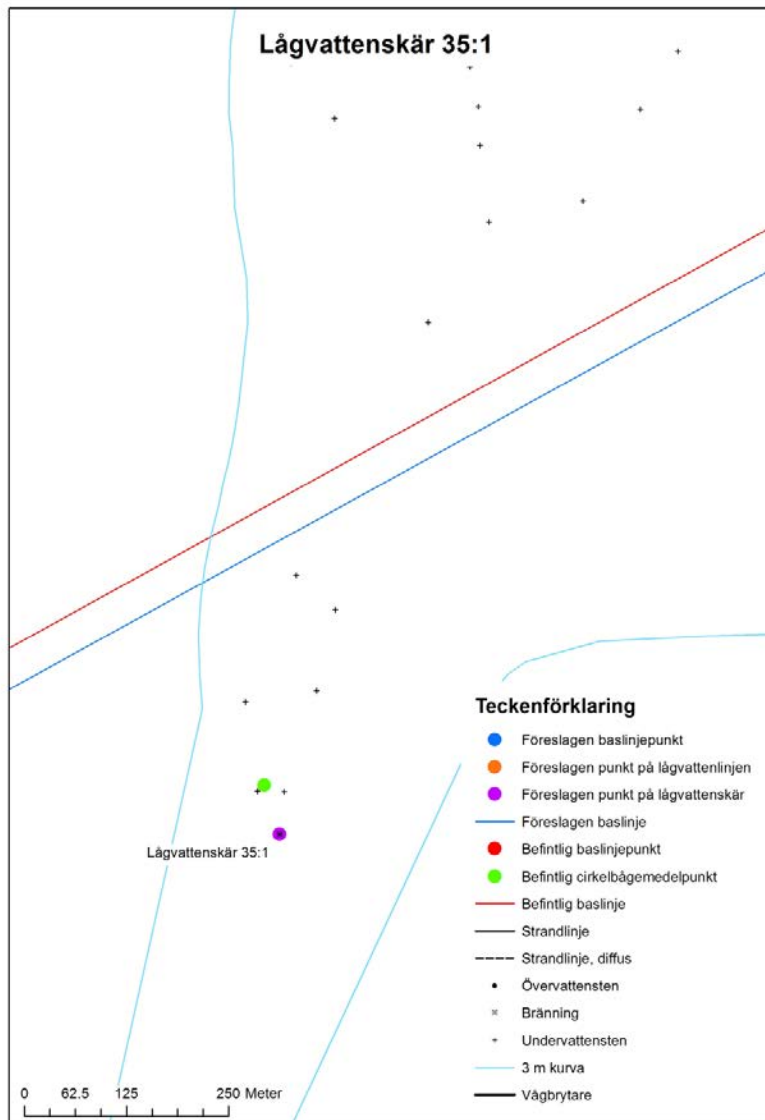 Lågvattenskär 35:1
Lågvattenskär 35:1
Teckenförklaring
Föreslagen baslinjepunkt
Föreslagen punkt på lågvattenlinjen
Föreslagen punkt på lågvattenskär
Föreslagen baslinje
Befintlig baslinjepunkt
Befintlig cirkelbågemedelpunkt
Befintlig baslinje
Strandlinje
Strandlinje, diffus
Övervattensten
Bränning
Undervattensten
3 m kurva
Vågbrytare
0 62.5 125 250 Meter